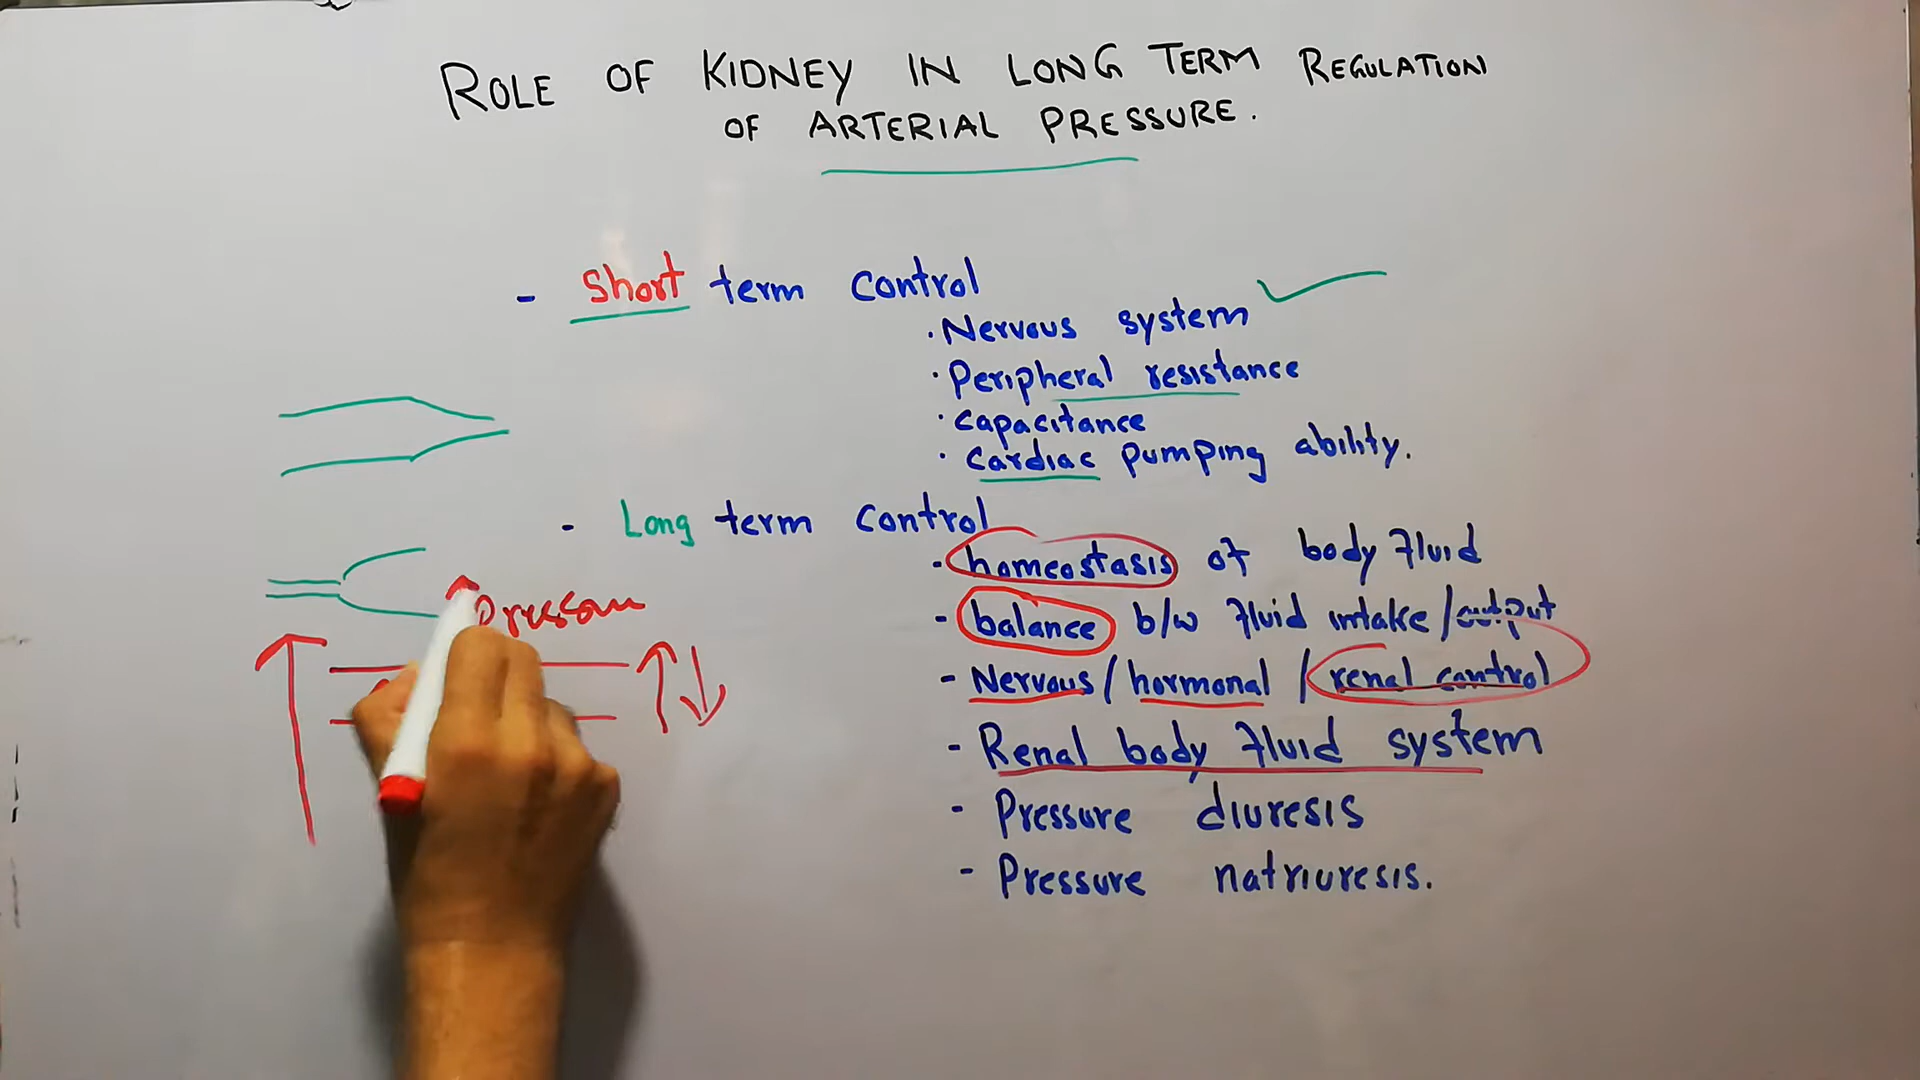 ROLE OF KIDNEY IN LONG TERM REGULATION
OF ARTERIAL PRESSURE.
- Short term control
· Nervous system
· Peripheral resistance
· Capacitance
· Cardiac pumping ability.
- Long term control
· homeostasis of body fluid
- balance b/w fluid intake/output
- Nervous / hormonal / renal control
- Renal body fluid system
- Pressure diuresis
- Pressure natriuresis.